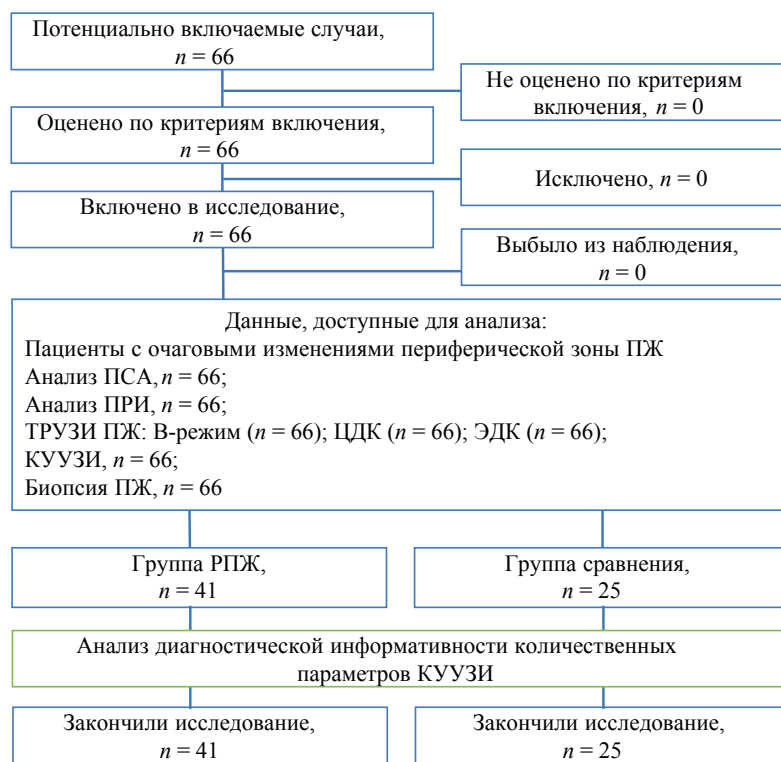 Потенциально включаемые случаи,
n = 66
Не оценено по критериям
включения, n = 0
Оценено по критериям включения,
n = 66
Исключено, n = 0
Включено в исследование,
n = 66
Выбыло из наблюдения,
n = 0
Данные, доступные для анализа:
Пациенты с очаговыми изменениями периферической зоны ПЖ
Анализ ПСА, n = 66;
Анализ ПРИ, n = 66;
ТРУЗИ ПЖ: В-режим (n = 66); ЦДК (n = 66); ЭДК (n = 66);
КУУЗИ, n = 66;
Биопсия ПЖ, n = 66
Группа РПЖ,
n = 41
Группа сравнения,
n = 25
Анализ диагностической информативности количественных
параметров КУУЗИ
Закончили исследование,
n = 41
Закончили исследование,
n = 25